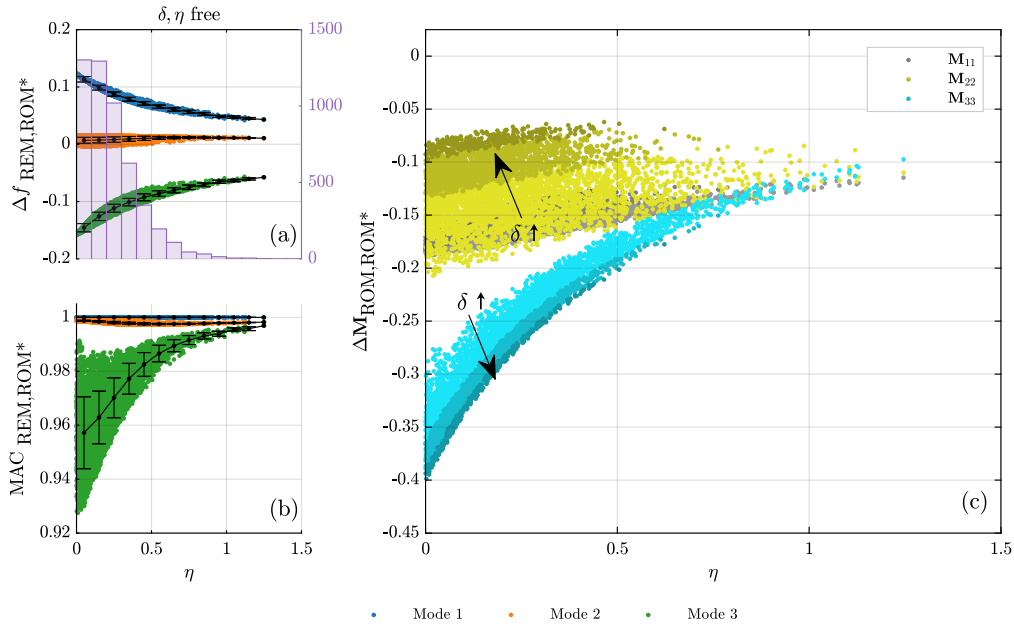 δ, η free
0.2
0.1
0
-0.1
-0.2
Δf REM,ROM*
1500
1000
500
0
(a)
1
0.98
0.96
0.94
0.92
MAC REM,ROM*
0
0.5
1
1.5
η
(b)
0
-0.05
-0.1
-0.15
-0.2
-0.25
-0.3
-0.35
-0.4
-0.45
ΔM ROM,ROM*
M11
M22
M33
δ ↑
δ ↑
(c)
0
0.5
1
1.5
η
Mode 1 Mode 2 Mode 3